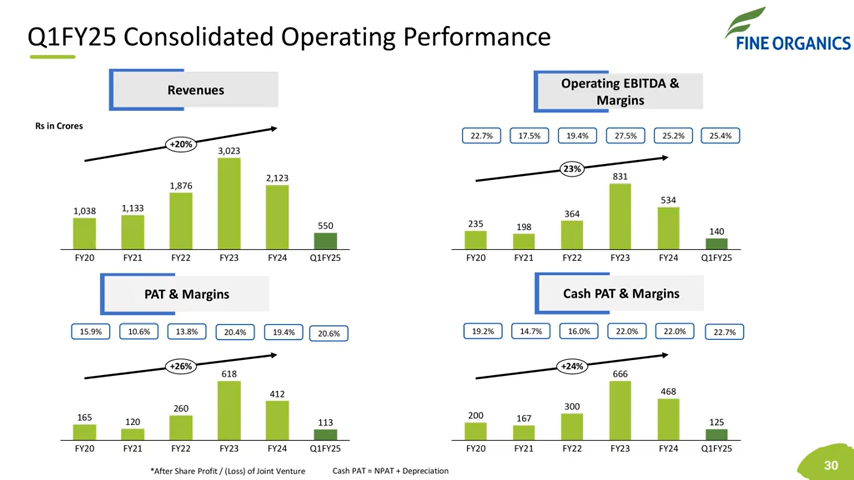 Q1FY25 Consolidated Operating Performance
FINE ORGANICS
Revenues
Rs in Crores
+20%
1,038
1,133
1,876
3,023
2,123
550
FY20 FY21 FY22 FY23 FY24 Q1FY25
Operating EBITDA &
Margins
22.7% 17.5% 19.4% 27.5% 25.2% 25.4%
23%
235
198
364
831
534
140
FY20 FY21 FY22 FY23 FY24 Q1FY25
PAT & Margins
15.9% 10.6% 13.8% 20.4% 19.4% 20.6%
+26%
165
120
260
618
412
113
FY20 FY21 FY22 FY23 FY24 Q1FY25
Cash PAT & Margins
19.2% 14.7% 16.0% 22.0% 22.0% 22.7%
+24%
200
167
300
666
468
125
FY20 FY21 FY22 FY23 FY24 Q1FY25
*After Share Profit / (Loss) of Joint Venture Cash PAT = NPAT + Depreciation
30